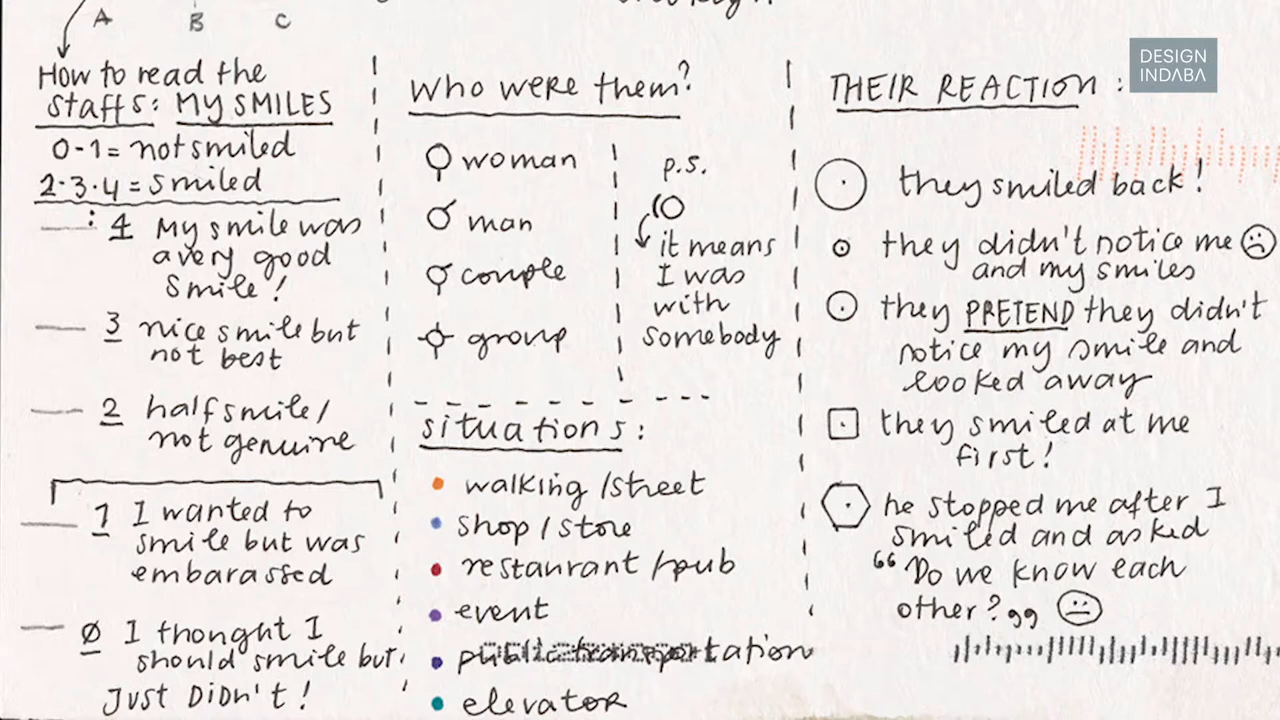 A B C
DESIGN
INDABA
How to read the
staffs: MY SMILES
0-1 = not smiled
2·3·4 = smiled
: 4 My smile was
a very good
smile!
3 nice smile but
not best
2 half smile/
not genuine
1 I wanted to
smile but was
embarassed
0 I thought I
should smile but
JUST DIDN't!
who were them?
woman
man
couple
group
p.s.
it means
I was
with
somebody
situations:
walking/street
shop/store
restaurant/pub
event
public transportation
elevator
THEIR REACTION:
they smiled back!
they didn't notice me
and my smiles
they PRETEND they didn't
notice my smile and
looked away
they smiled at me
first!
he stopped me after I
smiled and asked
“Do we know each
other?”